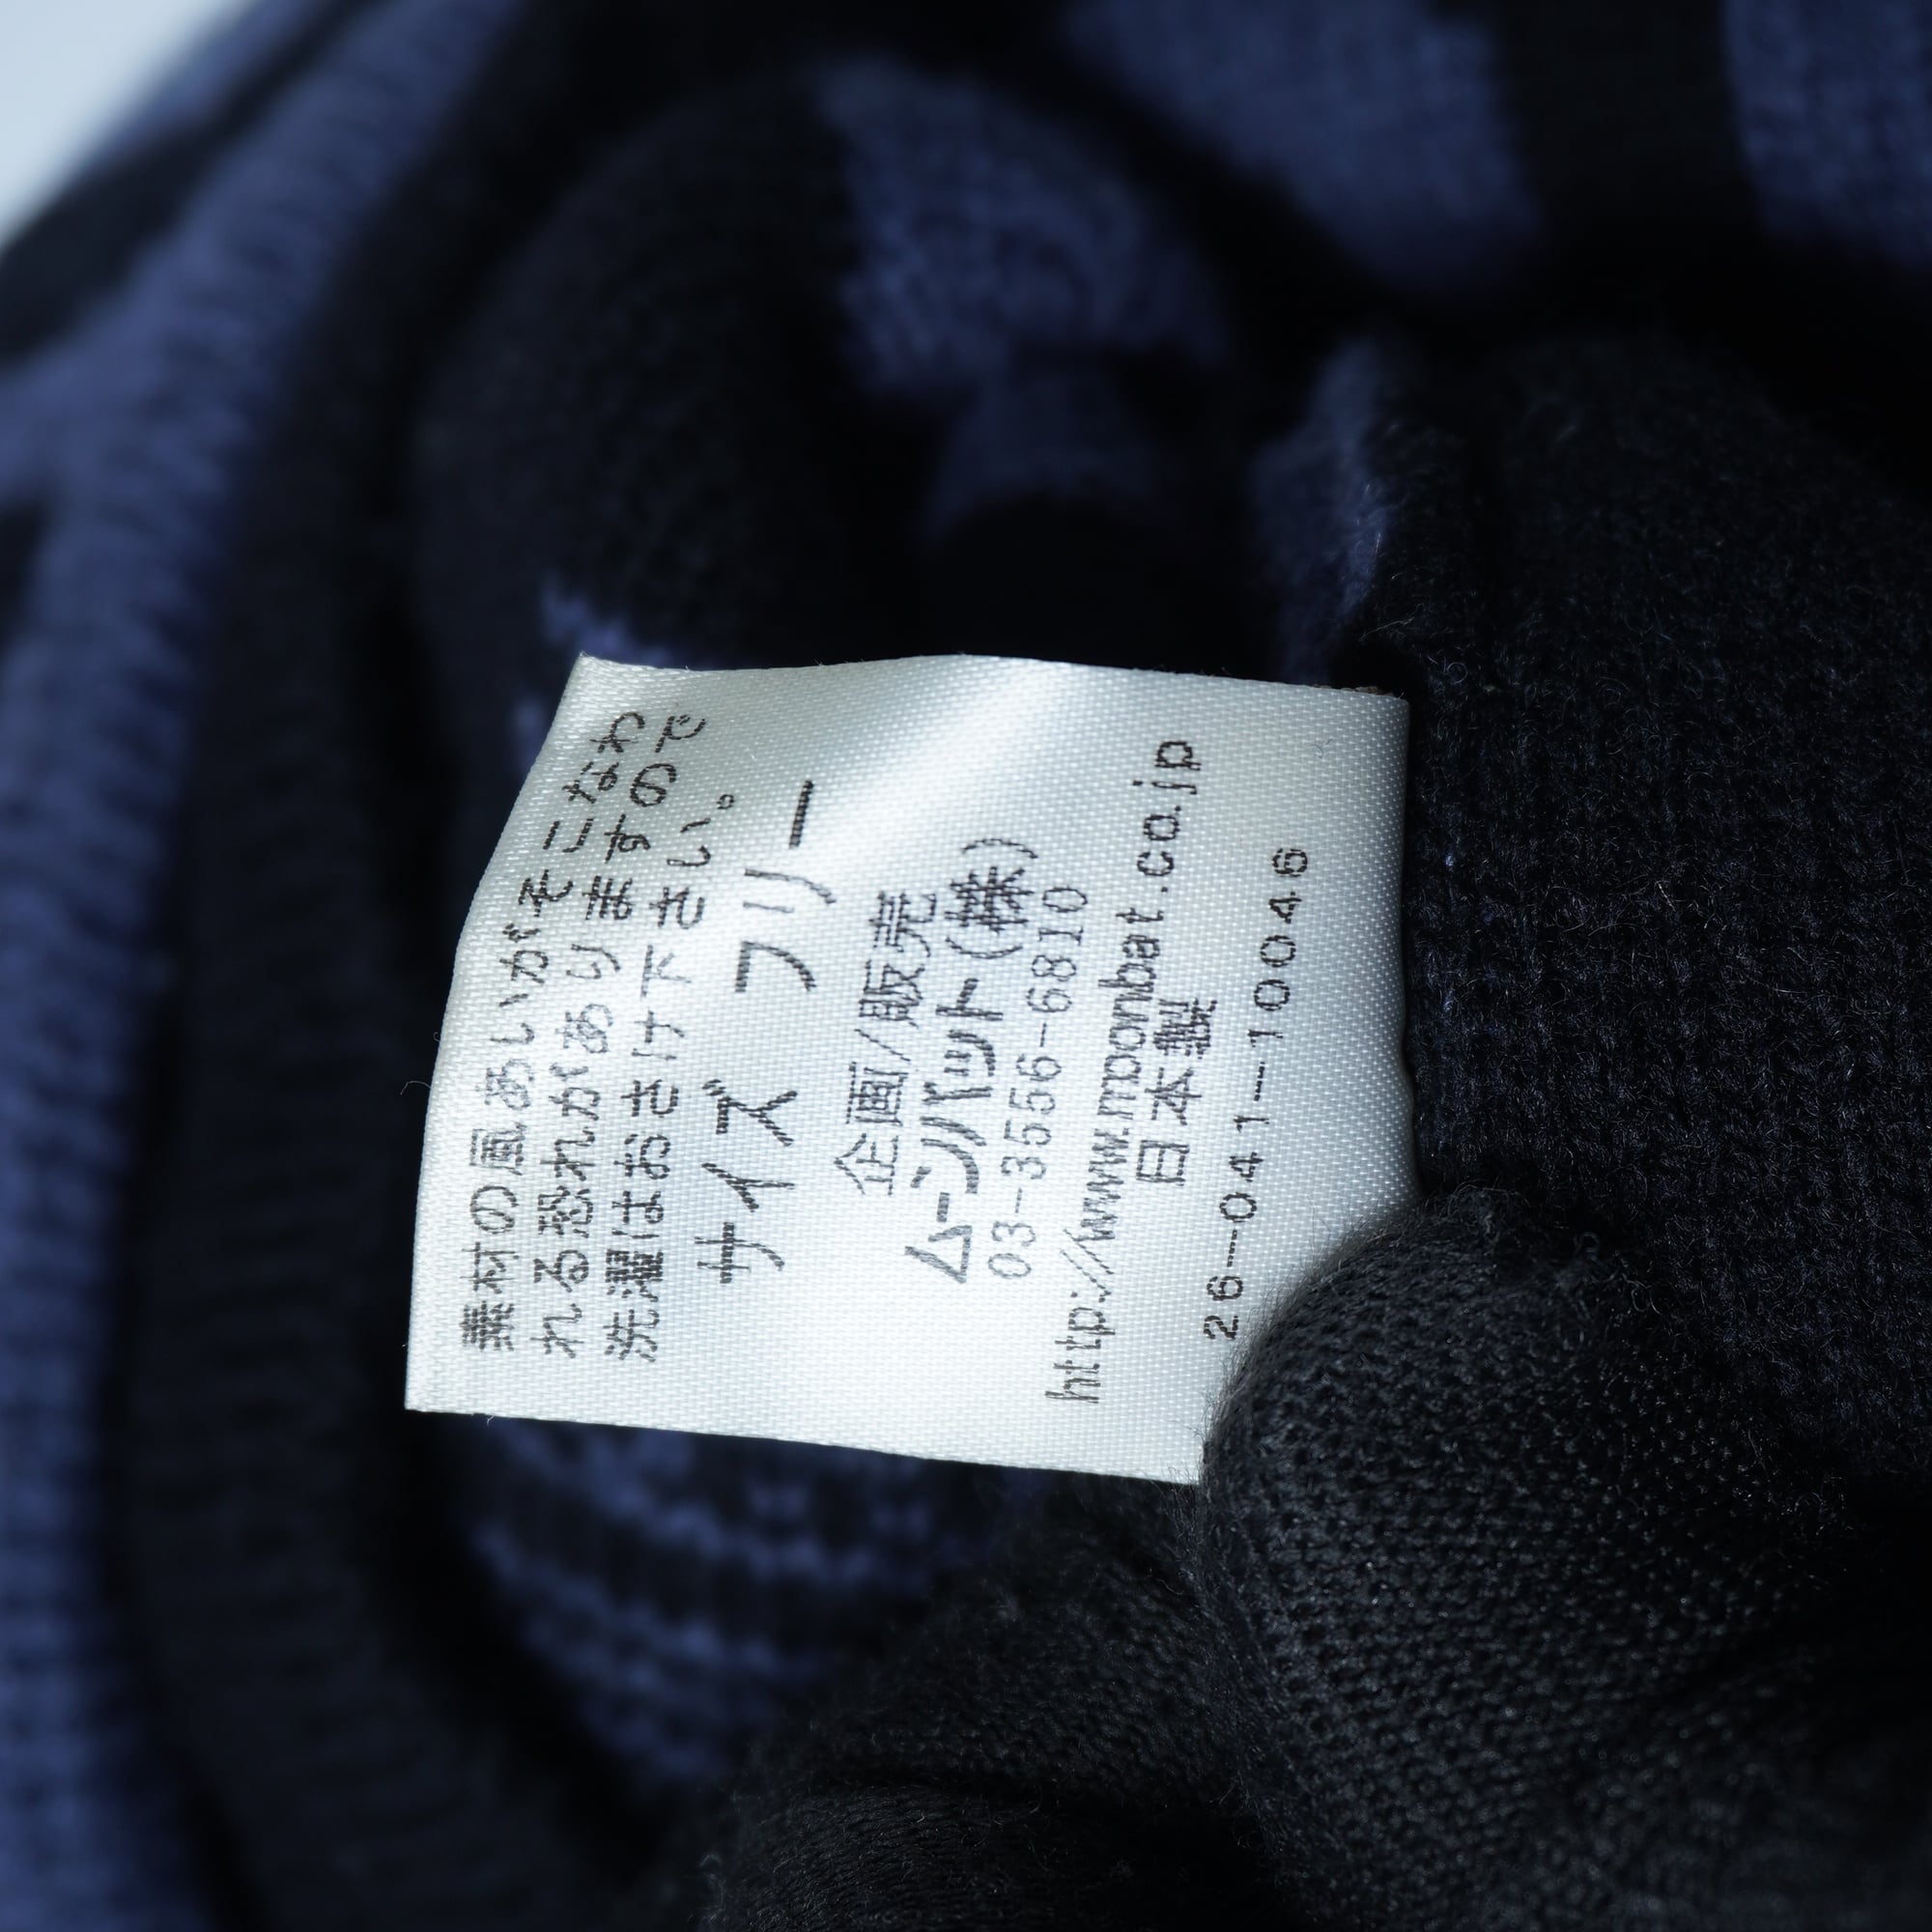 素材の風あいがそこなわ
れる恐れがありますので
洗濯はおさけ下さい。
サイズ フリー
企画/販売
ムーンバット(株)
03-3556-6810
http://www.moonbat.co.jp
日本製
26-041-10046